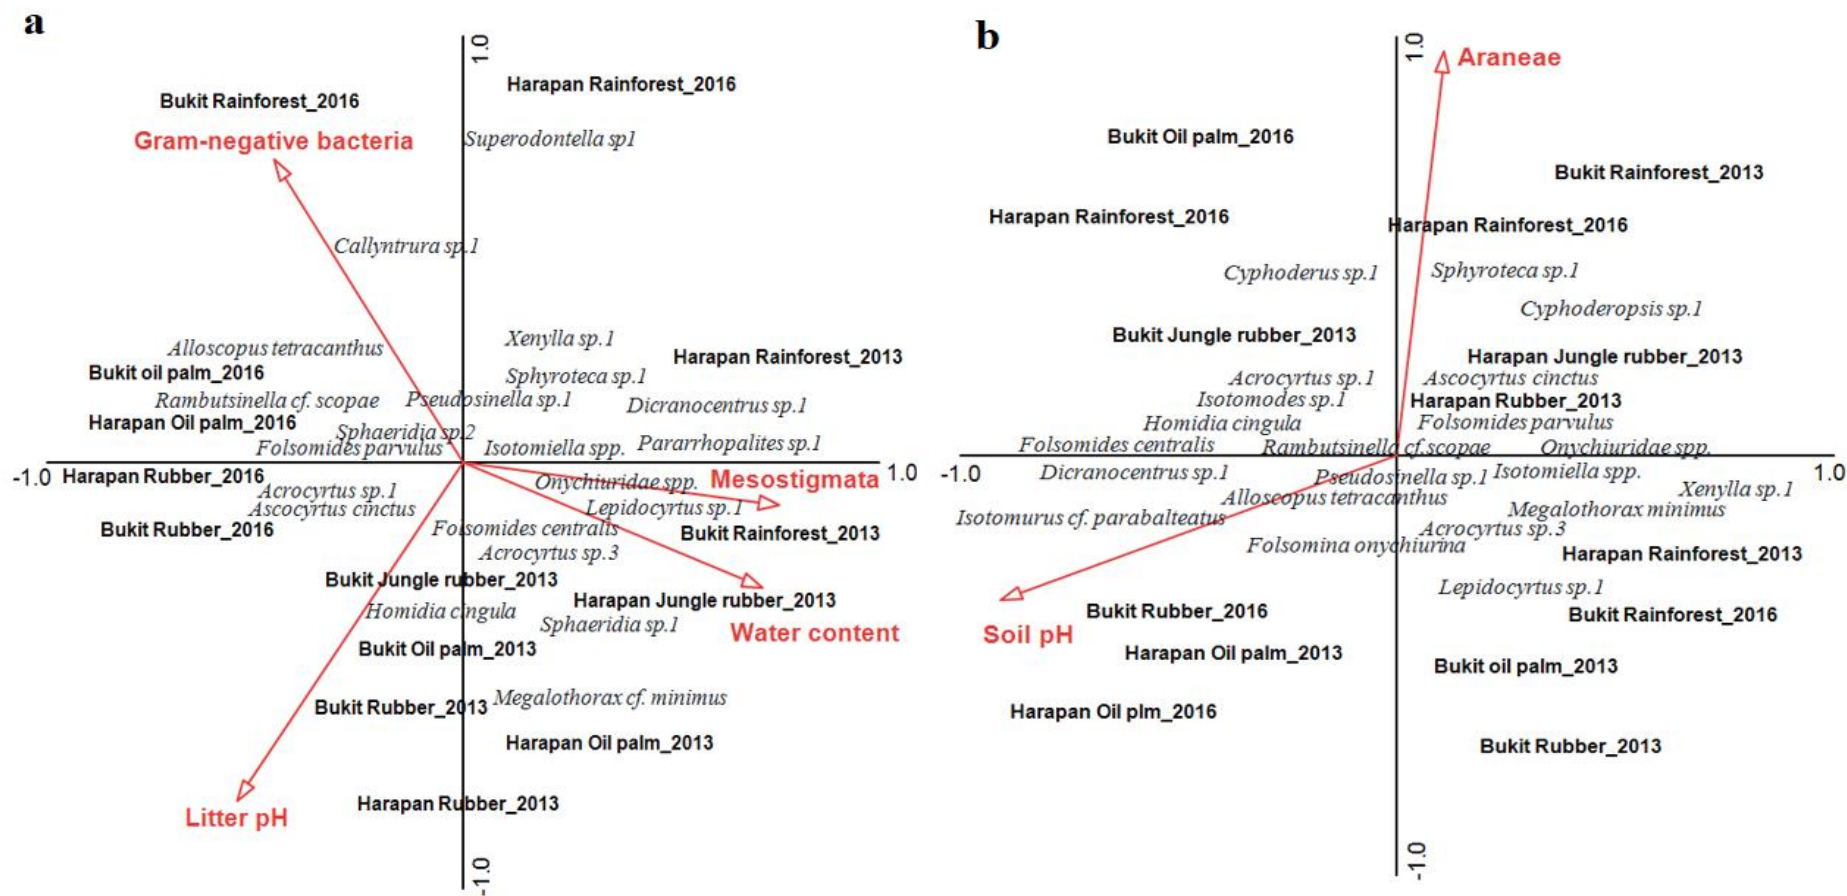 a
1.0
Harapan Rainforest_2016
Bukit Rainforest_2016
Gram-negative bacteria
Superodontella sp1
Callyntrura sp.1
Xenylla sp.1
Alloscopus tetracanthus
Harapan Rainforest_2013
Bukit oil palm_2016
Sphyroteca sp.1
Rambutsinella cf. scopae
Pseudosinella sp.1
Dicranocentrus sp.1
Harapan Oil palm_2016
Sphaeridia sp.2
Folsomides parvulus
Isotomiella spp.
Pararrhopalites sp.1
-1.0
1.0
Harapan Rubber_2016
Mesostigmata
Onychiuridae spp.
Acrocyrtus sp.1
Ascocyrtus cinctus
Lepidocyrtus sp.1
Bukit Rubber_2016
Folsomides centralis
Bukit Rainforest_2013
Acrocyrtus sp.3
Bukit Jungle rubber_2013
Harapan Jungle rubber_2013
Homidia cingula
Sphaeridia sp.1
Water content
Bukit Oil palm_2013
Megalothorax cf. minimus
Bukit Rubber_2013
Harapan Oil palm_2013
Harapan Rubber_2013
Litter pH
-1.0
b
1.0
Araneae
Bukit Oil palm_2016
Bukit Rainforest_2013
Harapan Rainforest_2016
Harapan Rainforest_2016
Cyphoderus sp.1
Sphyroteca sp.1
Cyphoderopsis sp.1
Bukit Jungle rubber_2013
Harapan Jungle rubber_2013
Acrocyrtus sp.1
Ascocyrtus cinctus
Isotomodes sp.1
Harapan Rubber_2013
Homidia cingula
Folsomides parvulus
Folsomides centralis
Rambutsinella cf.scopae
Onychiuridae spp.
-1.0
1.0
Dicranocentrus sp.1
Pseudosinella sp.1
Isotomiella spp.
Xenylla sp.1
Alloscopus tetracanthus
Megalothorax minimus
Isotomurus cf. parabalteatus
Acrocyrtus sp.3
Folsomina onychiurina
Harapan Rainforest_2013
Lepidocyrtus sp.1
Bukit Rubber_2016
Bukit Rainforest_2016
Soil pH
Harapan Oil palm_2013
Bukit oil palm_2013
Harapan Oil plm_2016
Bukit Rubber_2013
-1.0